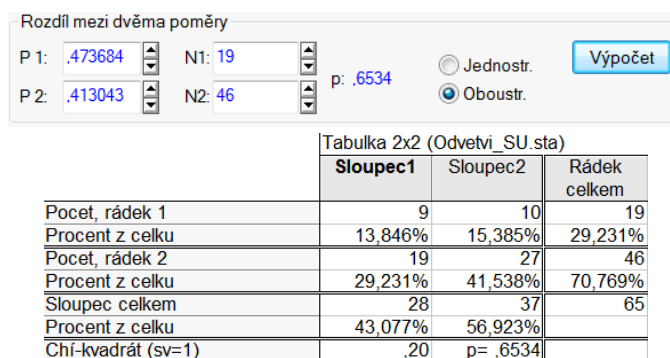 Rozdíl mezi dvěma poměry
P 1: ,473684 N1: 19 Jednostr. Výpočet
p: ,6534
P 2: ,413043 N2: 46 Oboustr.
Tabulka 2x2 (Odvetvi_SU.sta)
Sloupec1 Sloupec2 Rádek celkem
Pocet, rádek 1 9 10 19
Procent z celku 13,846% 15,385% 29,231%
Pocet, rádek 2 19 27 46
Procent z celku 29,231% 41,538% 70,769%
Sloupec celkem 28 37 65
Procent z celku 43,077% 56,923%
Chí-kvadrát (sv=1) ,20 p= ,6534